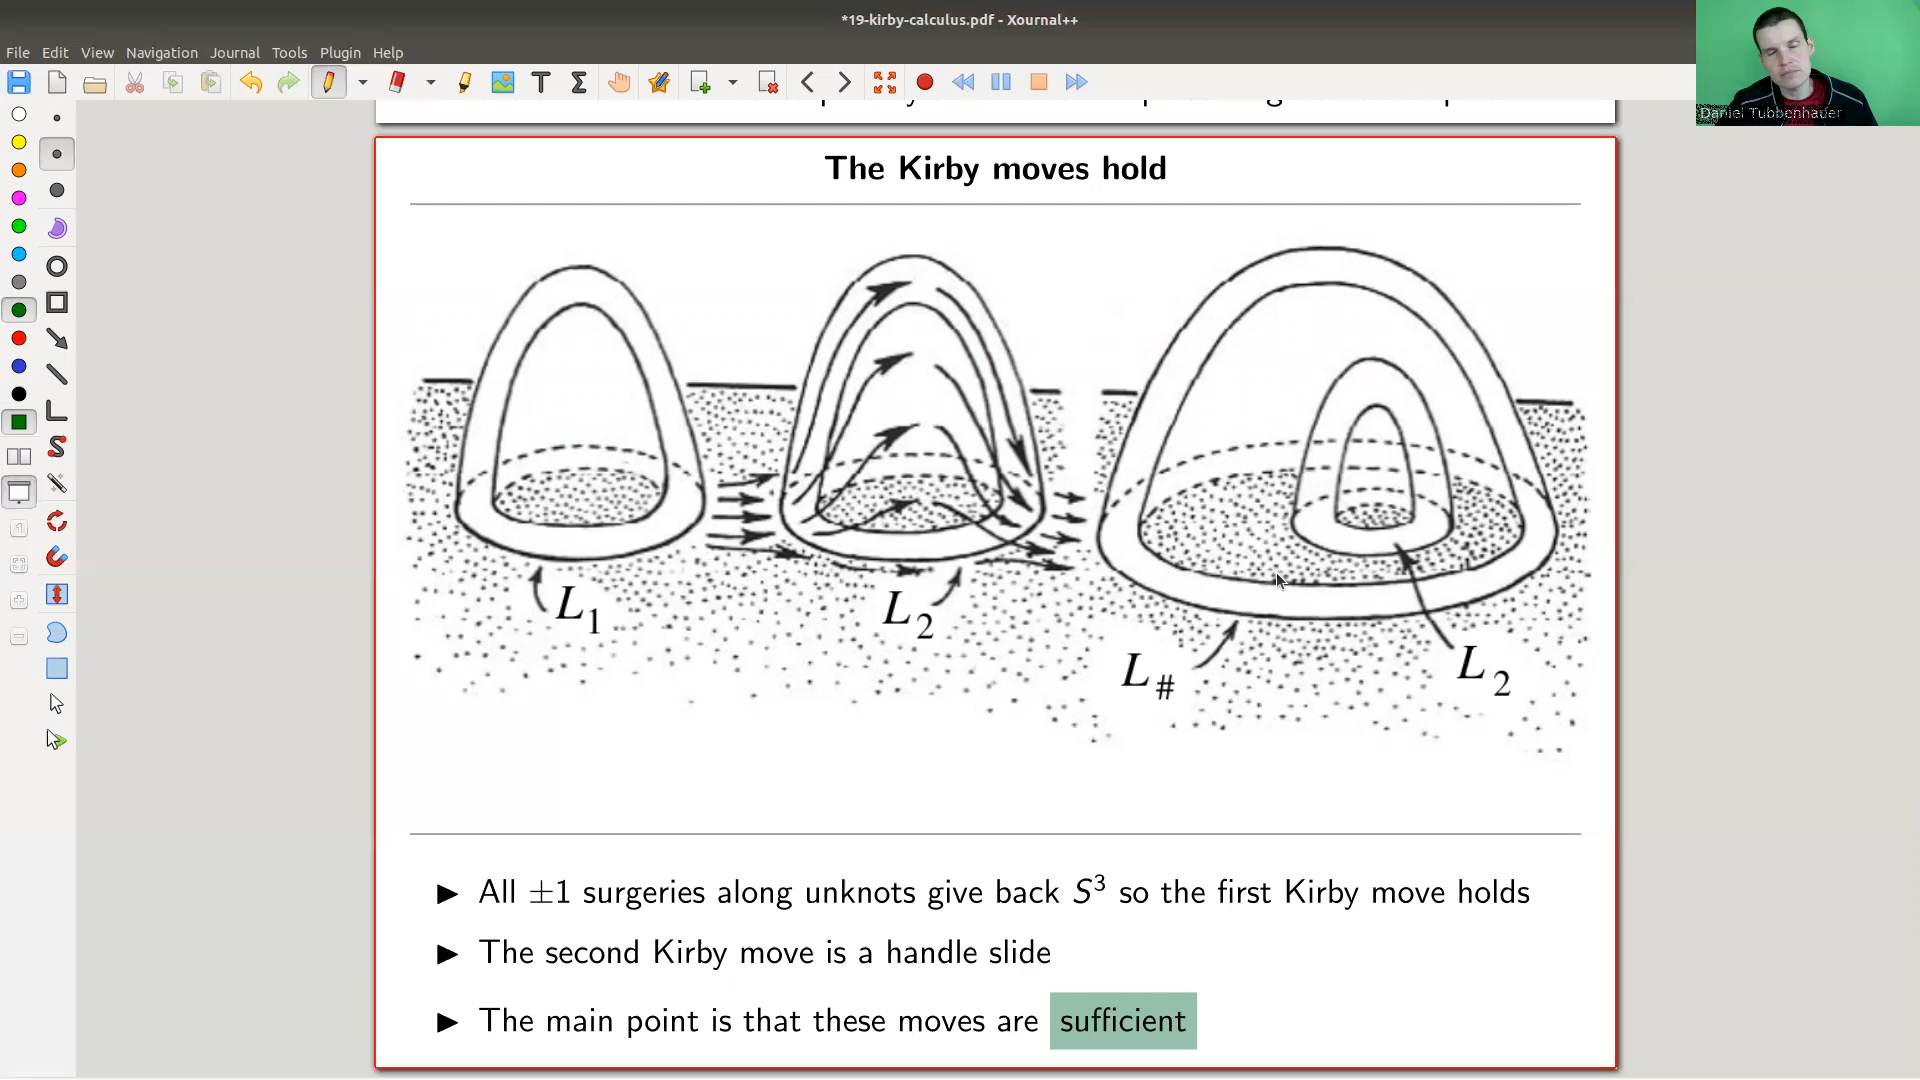 *19-kirby-calculus.pdf - Xournal++
File Edit View Navigation Journal Tools Plugin Help
Daniel Tubbenhauer
The Kirby moves hold
L1
L2
L#
L2
▶ All ±1 surgeries along unknots give back S³ so the first Kirby move holds
▶ The second Kirby move is a handle slide
▶ The main point is that these moves are sufficient